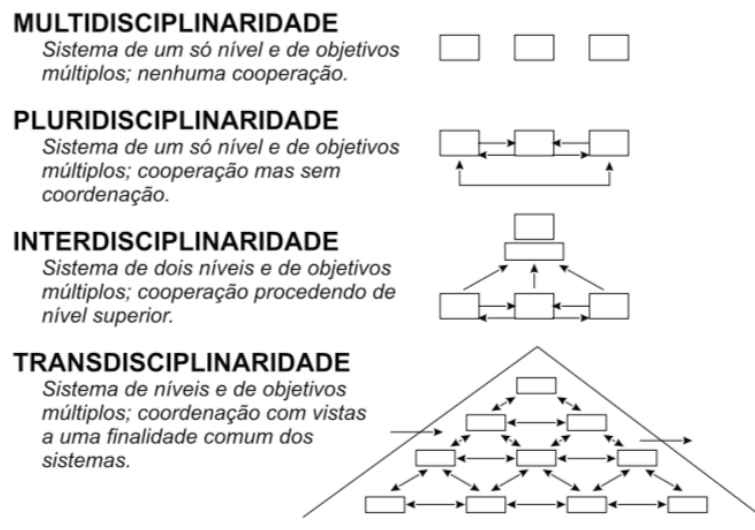 MULTIDISCIPLINARIDADE
Sistema de um só nível e de objetivos
múltiplos; nenhuma cooperação.
PLURIDISCIPLINARIDADE
Sistema de um só nível e de objetivos
múltiplos; cooperação mas sem
coordenação.
INTERDISCIPLINARIDADE
Sistema de dois níveis e de objetivos
múltiplos; cooperação procedendo de
nível superior.
TRANSDISCIPLINARIDADE
Sistema de níveis e de objetivos
múltiplos; coordenação com vistas
a uma finalidade comum dos
sistemas.